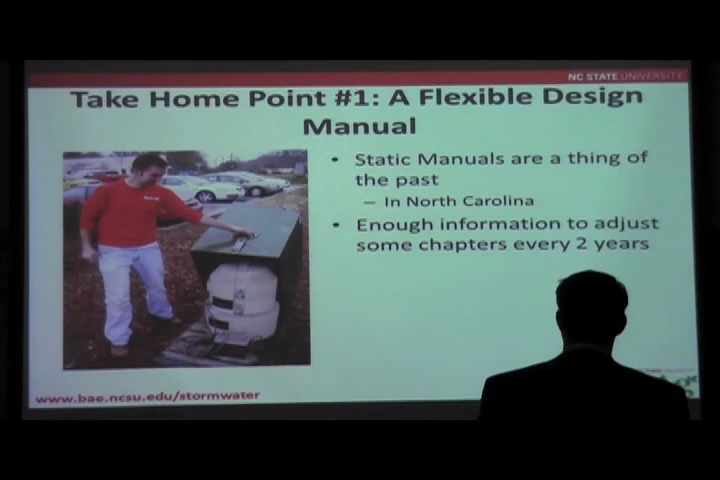 NC STATE UNIVERSITY
Take Home Point #1: A Flexible Design
Manual
• Static Manuals are a thing of
the past
– In North Carolina
• Enough information to adjust
some chapters every 2 years
www.bae.ncsu.edu/stormwater